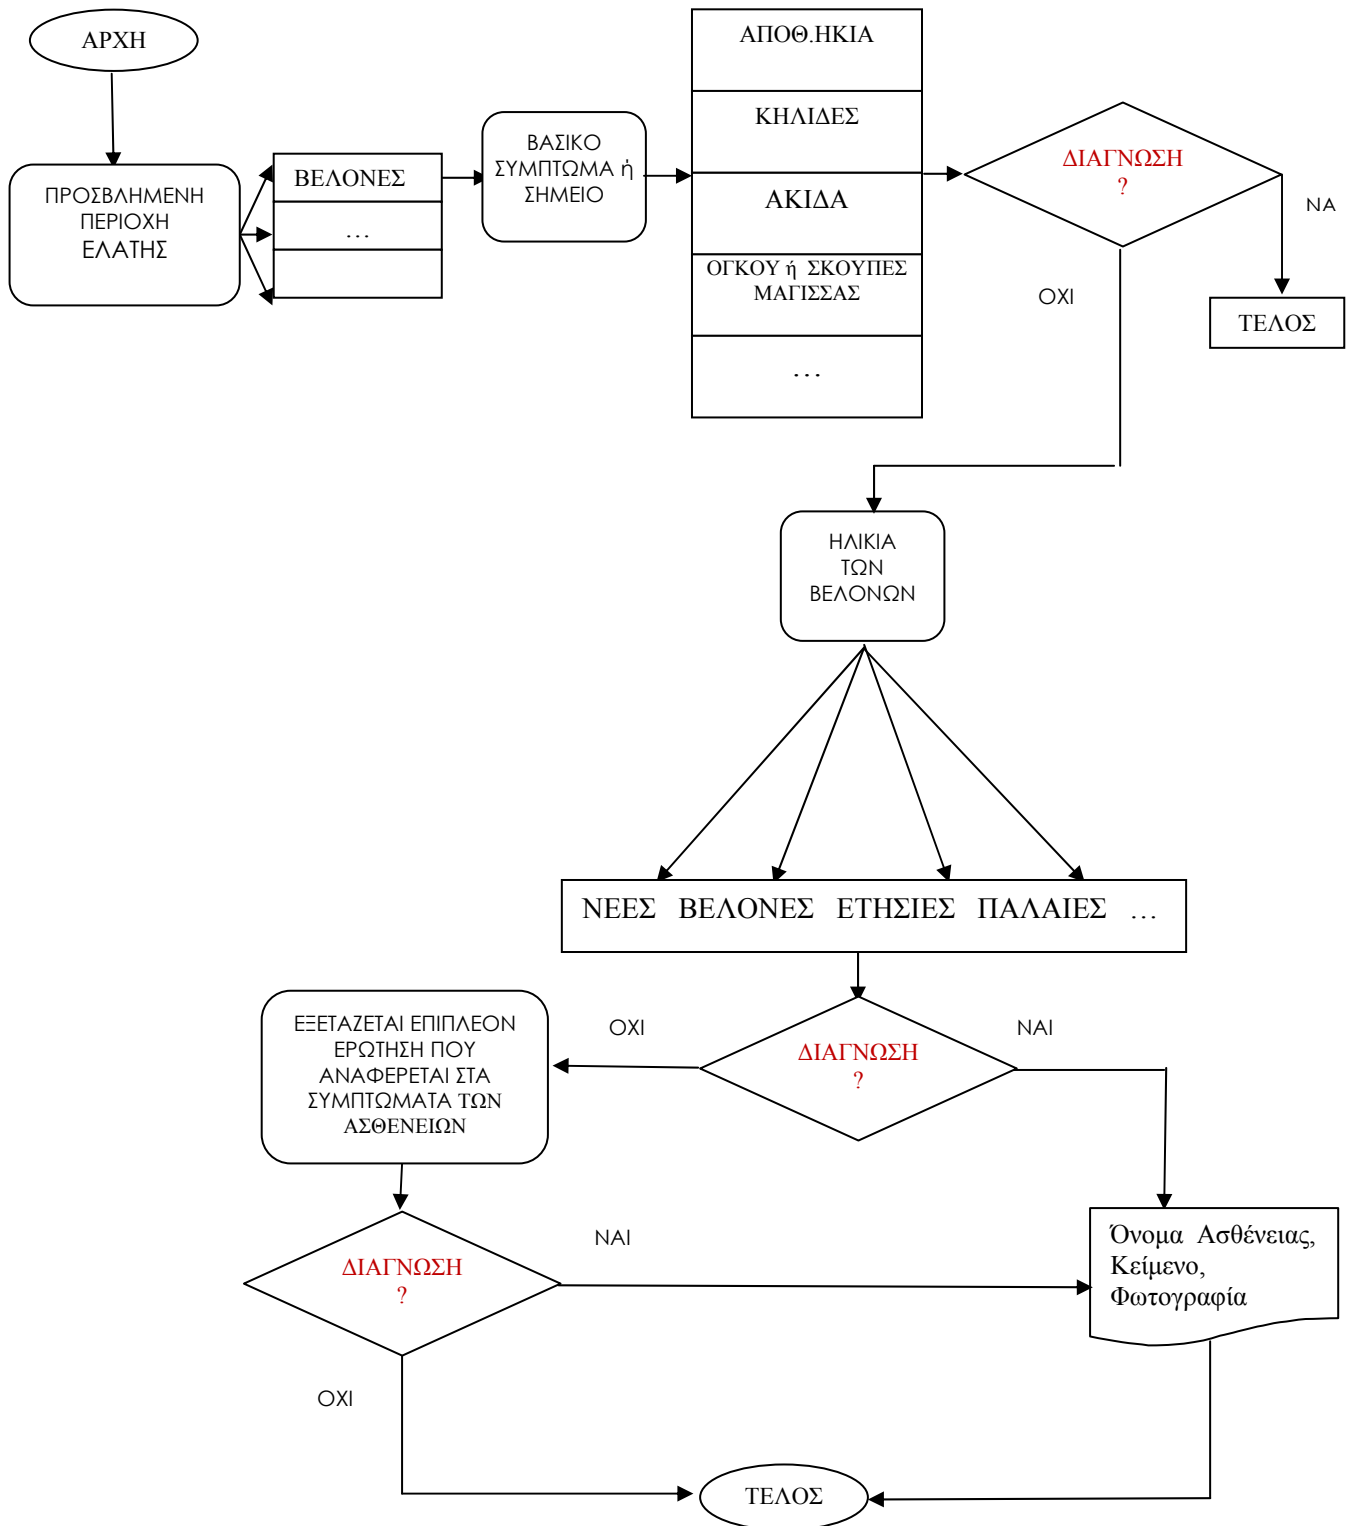 ΑΡΧΗ
ΠΡΟΣΒΛΗΜΕΝΗ
ΠΕΡΙΟΧΗ
ΕΛΑΤΗΣ
ΒΕΛΟΝΕΣ
…
ΒΑΣΙΚΟ
ΣΥΜΠΤΩΜΑ ή
ΣΗΜΕΙΟ
ΑΠΟΘ.ΗΚΙΑ
ΚΗΛΙΔΕΣ
ΑΚΙΔΑ
ΟΓΚΟΥ ή ΣΚΟΥΠΕΣ
ΜΑΓΙΣΣΑΣ
…
ΔΙΑΓΝΩΣΗ
?
ΝΑ
ΟΧΙ
ΤΕΛΟΣ
ΗΛΙΚΙΑ
ΤΩΝ
ΒΕΛΟΝΩΝ
ΝΕΕΣ ΒΕΛΟΝΕΣ ΕΤΗΣΙΕΣ ΠΑΛΑΙΕΣ …
ΔΙΑΓΝΩΣΗ
?
ΟΧΙ
ΝΑΙ
ΕΞΕΤΑΖΕΤΑΙ ΕΠΙΠΛΕΟΝ
ΕΡΩΤΗΣΗ ΠΟΥ
ΑΝΑΦΕΡΕΤΑΙ ΣΤΑ
ΣΥΜΠΤΩΜΑΤΑ ΤΩΝ
ΑΣΘΕΝΕΙΩΝ
ΔΙΑΓΝΩΣΗ
?
ΝΑΙ
ΟΧΙ
Όνομα Ασθένειας,
Κείμενο,
Φωτογραφία
ΤΕΛΟΣ